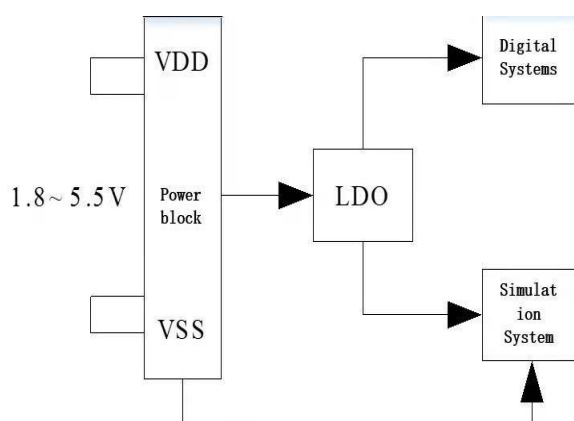 VDD
1.8~ 5.5V
Power
block
VSS
LDO
Digital
Systems
Simulat
ion
System